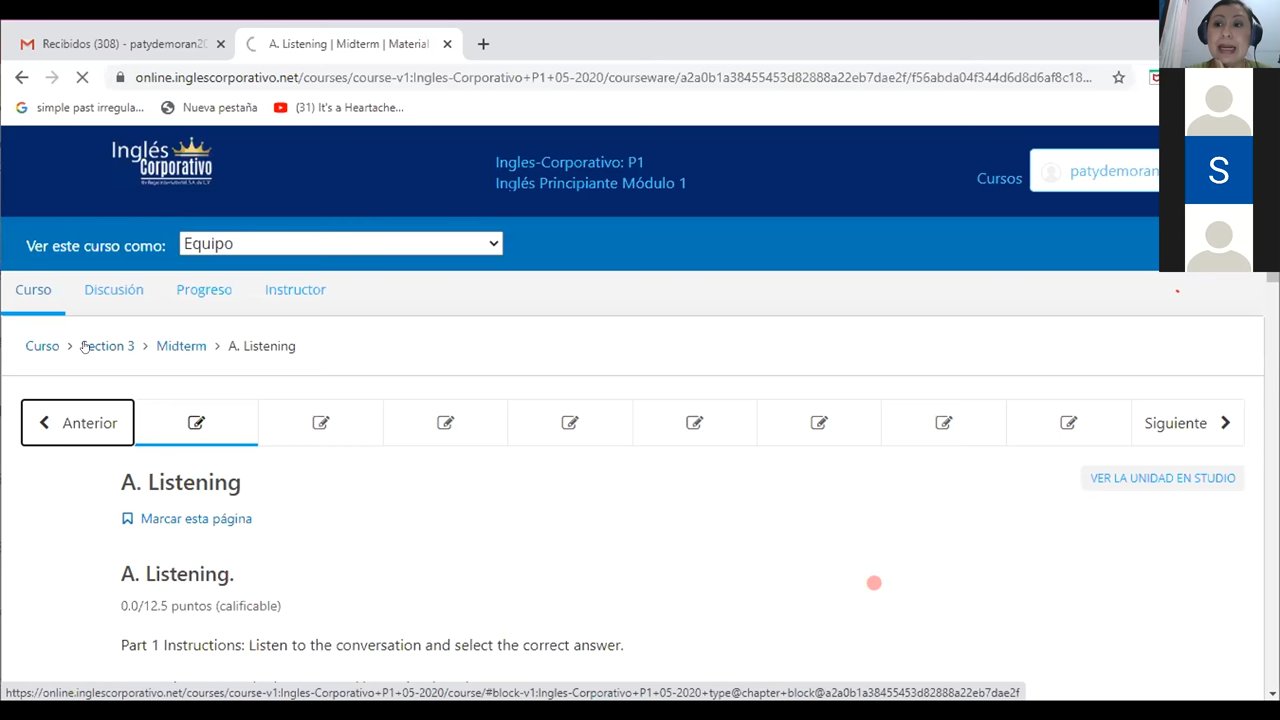 Recibidos (308) - patydemoran20
A. Listening | Midterm | Material
online.inglescorporativo.net/courses/course-v1:Ingles-Corporativo+P1+05-2020/courseware/a2a0b1a38455453d82888a22eb7dae2f/f56abda04f344d6d8d6af8c18...
simple past irregula...
Nueva pestaña
(31) It's a Heartache...
Inglés
Corporativo
Ingles-Corporativo: P1
Inglés Principiante Módulo 1
Cursos
patydemoran
S
Ver este curso como:
Equipo
Curso
Discusión
Progreso
Instructor
Curso > Section 3 > Midterm > A. Listening
Anterior
Siguiente
A. Listening
VER LA UNIDAD EN STUDIO
Marcar esta página
A. Listening.
0.0/12.5 puntos (calificable)
Part 1 Instructions: Listen to the conversation and select the correct answer.
https://online.inglescorporativo.net/courses/course-v1:Ingles-Corporativo+P1+05-2020/course/#block-v1:Ingles-Corporativo+P1+05-2020+type@chapter+block@a2a0b1a38455453d82888a22eb7dae2f